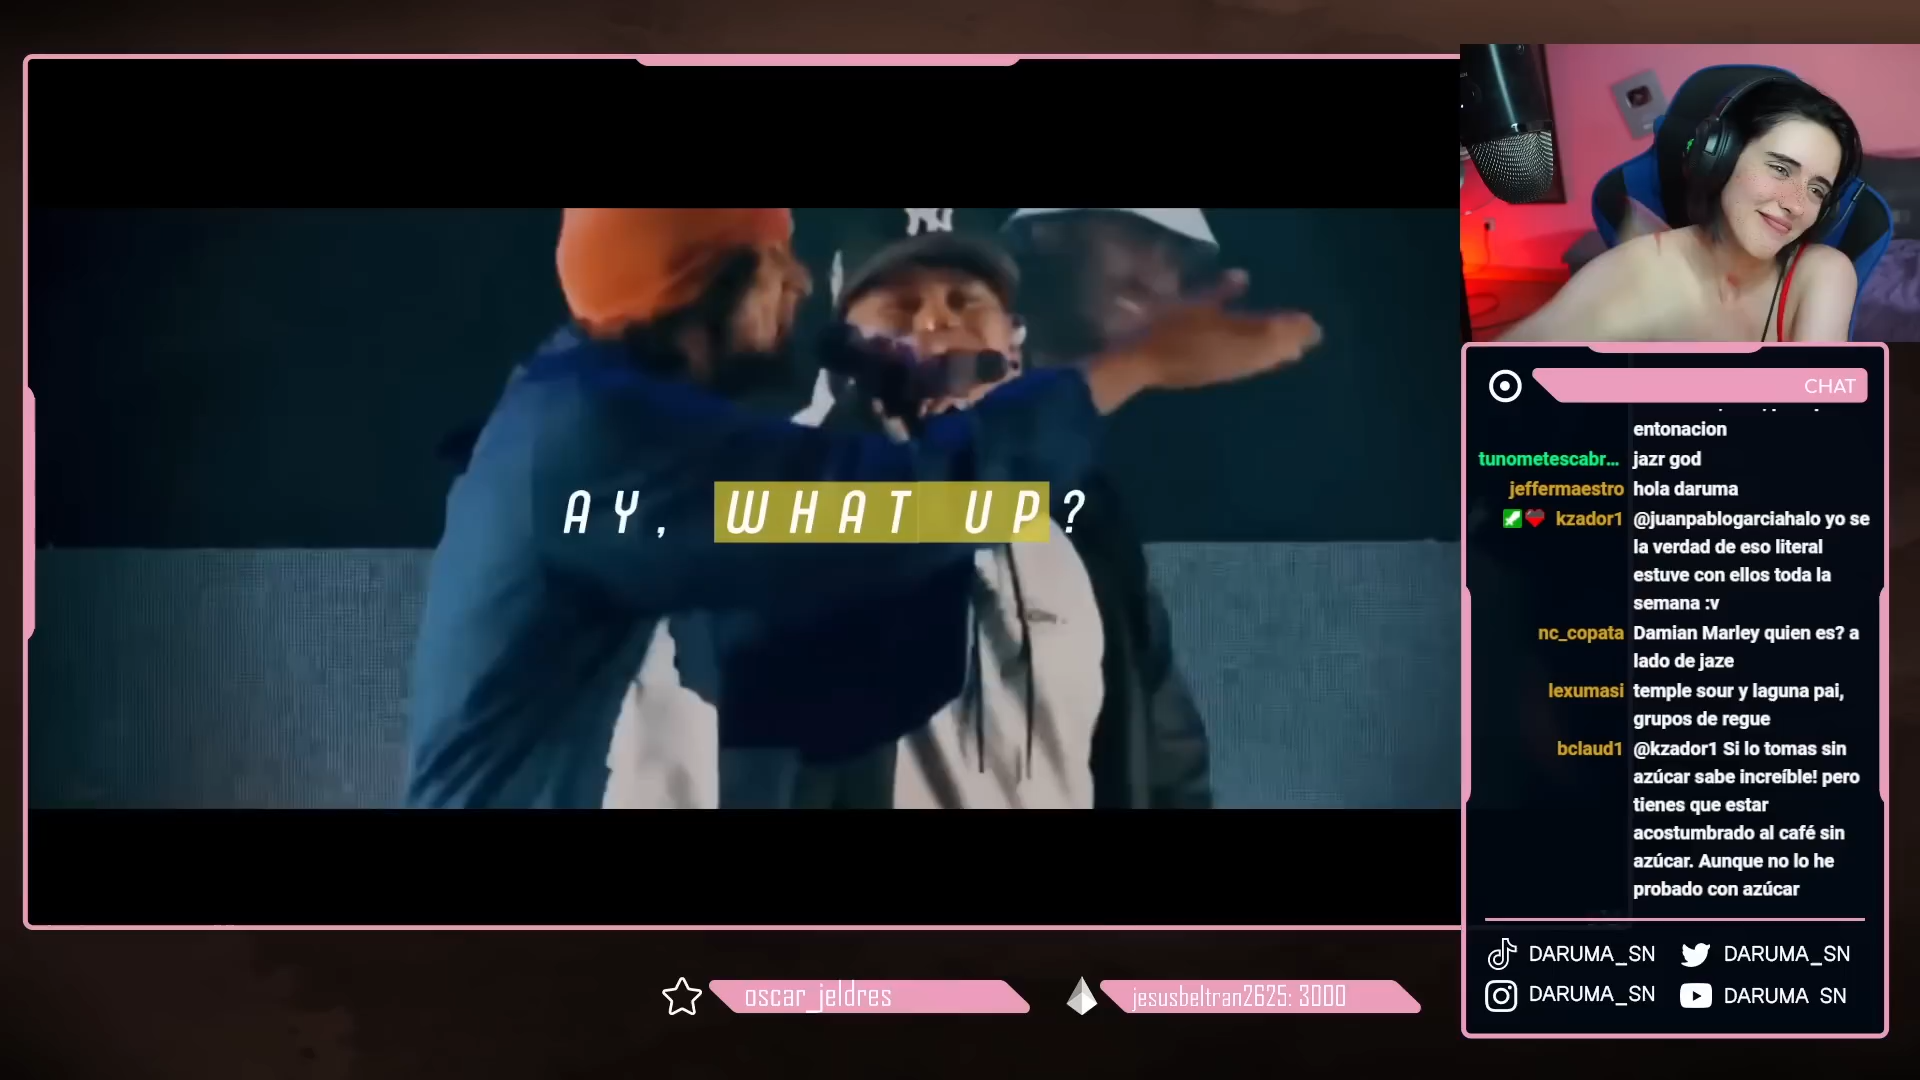 NY
AY, WHAT UP?
CHAT
entonacion
tunometescabr... jazr god
jeffermaestro hola daruma
kzador1 @juanpablogarciahalo yo se
la verdad de eso literal
estuve con ellos toda la
semana :v
nc_copata Damian Marley quien es? a
lado de jaze
lexumasi temple sour y laguna pai,
grupos de regue
bclaud1 @kzador1 Si lo tomas sin
azúcar sabe increíble! pero
tienes que estar
acostumbrado al café sin
azúcar. Aunque no lo he
probado con azúcar
DARUMA_SN DARUMA_SN
DARUMA_SN DARUMA SN
oscar_jeldres
jesusbeltran2625: 3000